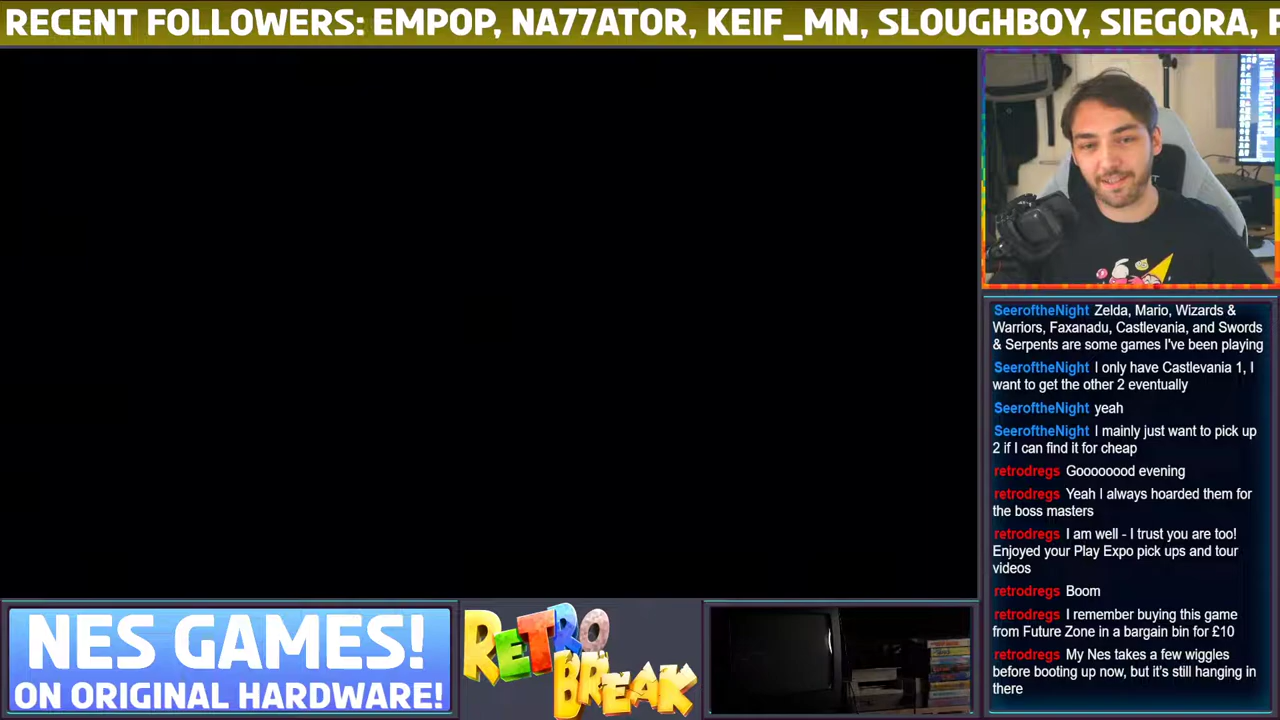 RECENT FOLLOWERS: EMPOP, NA77ATOR, KEIF_MN, SLOUGHBOY, SIEGORA,
SeeroftheNight Zelda, Mario, Wizards &
Warriors, Faxanadu, Castlevania, and Swords
& Serpents are some games I've been playing
SeeroftheNight I only have Castlevania 1, I
want to get the other 2 eventually
SeeroftheNight yeah
SeeroftheNight I mainly just want to pick up
2 if I can find it for cheap
retrodregs Goooooood evening
retrodregs Yeah I always hoarded them for
the boss masters
retrodregs I am well - I trust you are too!
Enjoyed your Play Expo pick ups and tour
videos
retrodregs Boom
retrodregs I remember buying this game
from Future Zone in a bargain bin for £10
retrodregs My Nes takes a few wiggles
before booting up now, but it's still hanging in
there
NES GAMES!
ON ORIGINAL HARDWARE!
RETRO
BREAK